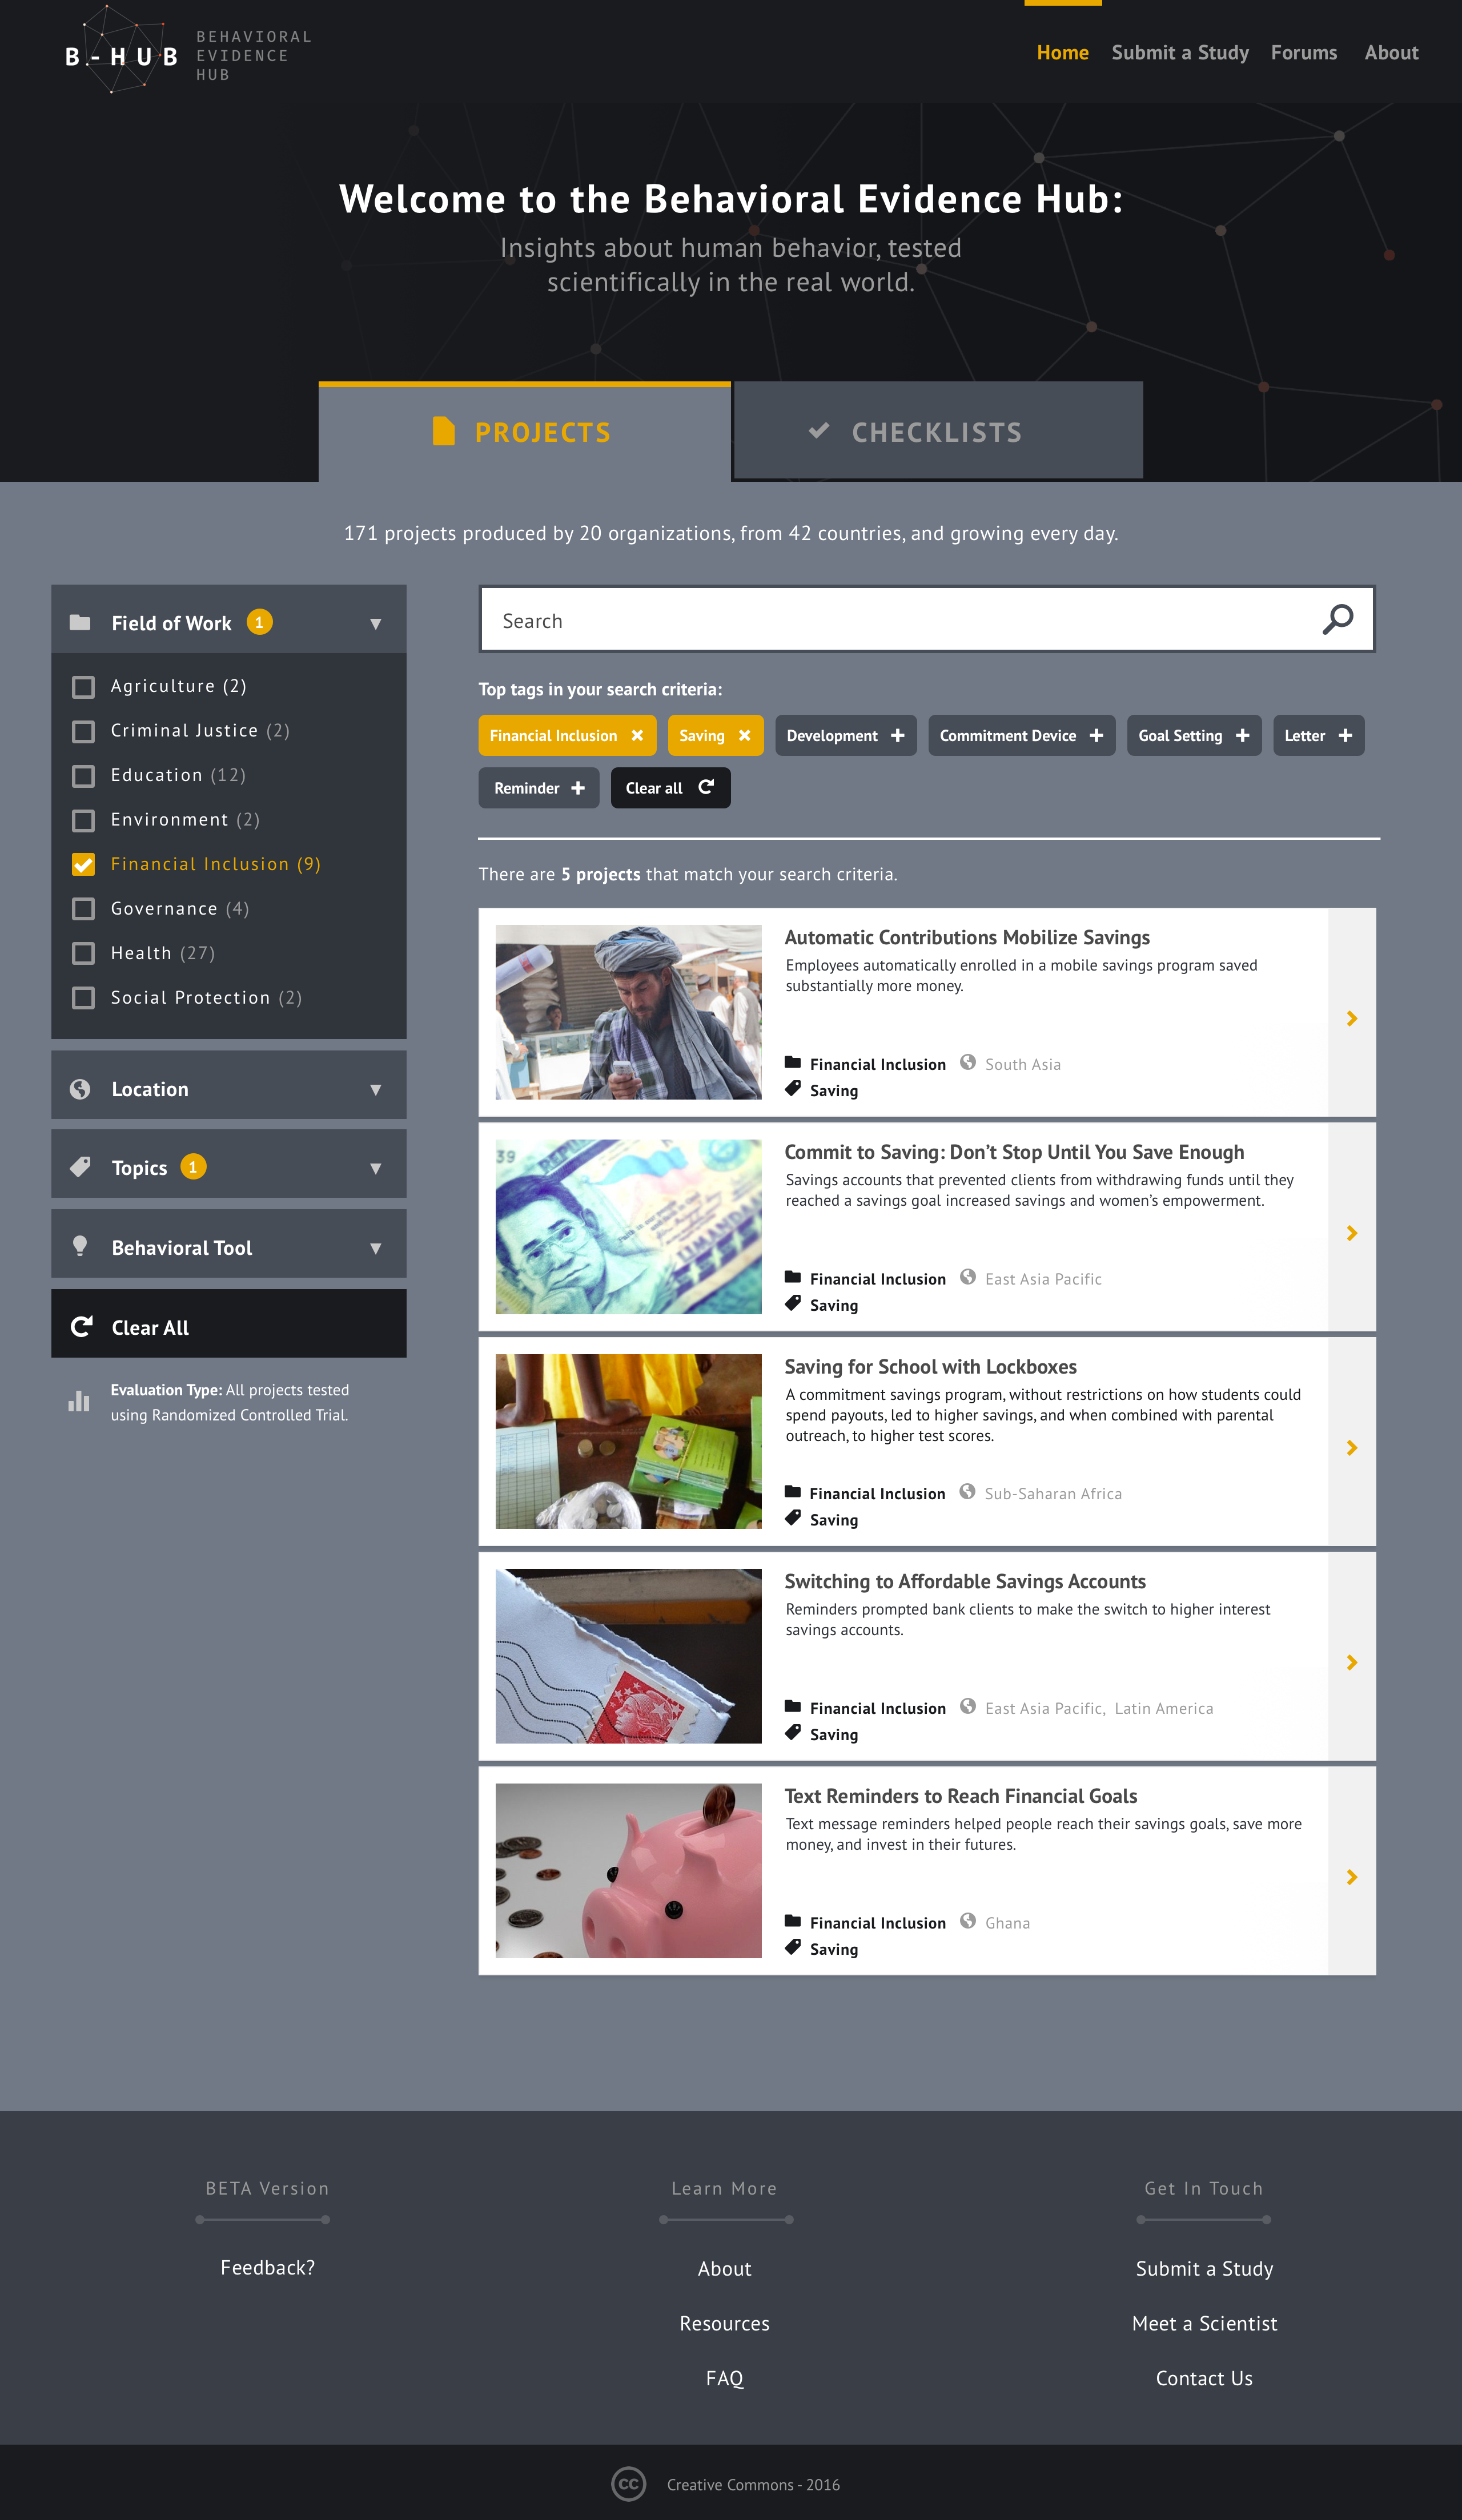 B-HUB
BEHAVIORAL
EVIDENCE
HUB
Home
Submit a Study
Forums
About
Welcome to the Behavioral Evidence Hub:
Insights about human behavior, tested
scientifically in the real world.
PROJECTS
CHECKLISTS
171 projects produced by 20 organizations, from 42 countries, and growing every day.
Field of Work 1
Agriculture (2)
Criminal Justice (2)
Education (12)
Environment (2)
Financial Inclusion (9)
Governance (4)
Health (27)
Social Protection (2)
Location
Topics 1
Behavioral Tool
Clear All
Evaluation Type: All projects tested
using Randomized Controlled Trial.
Search
Top tags in your search criteria:
Financial Inclusion
Saving
Development
Commitment Device
Goal Setting
Letter
Reminder
Clear all
There are 5 projects that match your search criteria.
Automatic Contributions Mobilize Savings
Employees automatically enrolled in a mobile savings program saved
substantially more money.
Financial Inclusion South Asia
Saving
39
Commit to Saving: Don’t Stop Until You Save Enough
Savings accounts that prevented clients from withdrawing funds until they
reached a savings goal increased savings and women’s empowerment.
Financial Inclusion East Asia Pacific
Saving
Saving for School with Lockboxes
A commitment savings program, without restrictions on how students could
spend payouts, led to higher savings, and when combined with parental
outreach, to higher test scores.
Financial Inclusion Sub-Saharan Africa
Saving
Switching to Affordable Savings Accounts
Reminders prompted bank clients to make the switch to higher interest
savings accounts.
Financial Inclusion East Asia Pacific, Latin America
Saving
Text Reminders to Reach Financial Goals
Text message reminders helped people reach their savings goals, save more
money, and invest in their futures.
Financial Inclusion Ghana
Saving
BETA Version
Feedback?
Learn More
About
Resources
FAQ
Get In Touch
Submit a Study
Meet a Scientist
Contact Us
cc Creative Commons - 2016